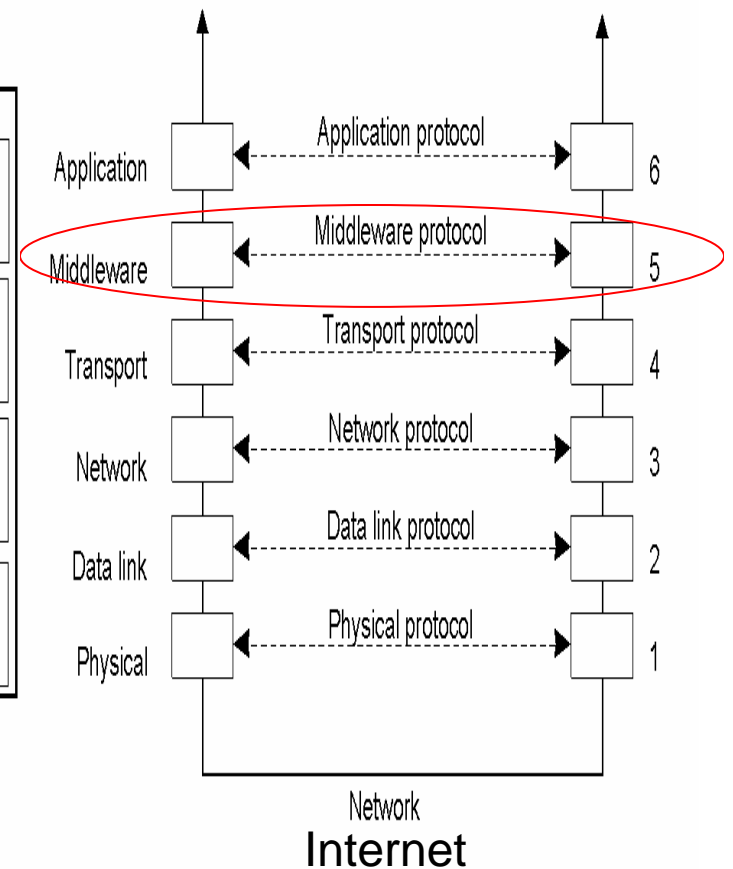 Application Application protocol 6
Middleware Middleware protocol 5
Transport Transport protocol 4
Network Network protocol 3
Data link Data link protocol 2
Physical Physical protocol 1
Network
Internet